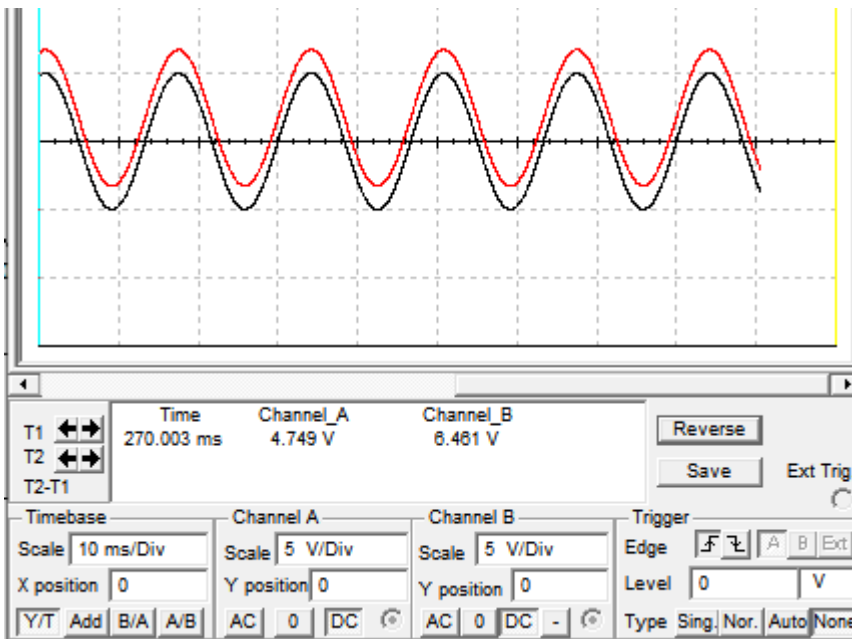 Time Channel_A Channel_B
T1 270.003 ms 4.749 V 6.461 V
T2
T2-T1
Reverse
Save Ext Trig
Timebase Channel A Channel B Trigger
Scale 10 ms/Div Scale 5 V/Div Scale 5 V/Div Edge A B Ext
X position 0 Y position 0 Y position 0 Level 0 V
Y/T Add B/A A/B AC 0 DC AC 0 DC - Type Sing. Nor. Auto None